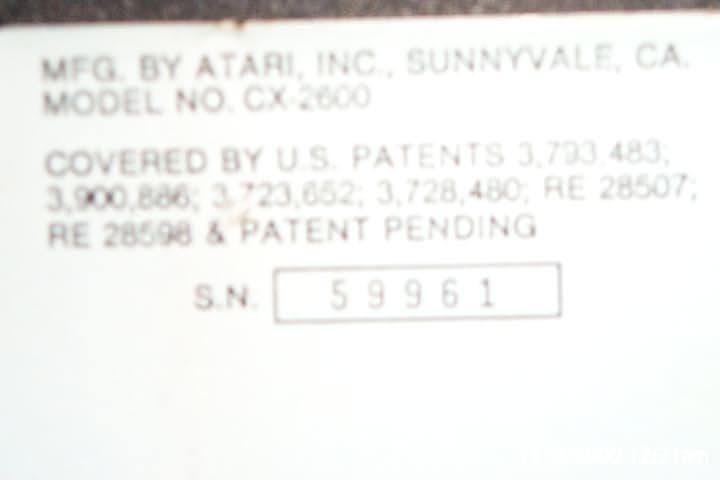 MFG. BY ATARI, INC., SUNNYVALE, CA.
MODEL NO. CX-2600
COVERED BY U.S. PATENTS 3,793,483;
3,900,886; 3,723,652; 3,728,480; RE 28507;
RE 28598 & PATENT PENDING
S.N. 59961